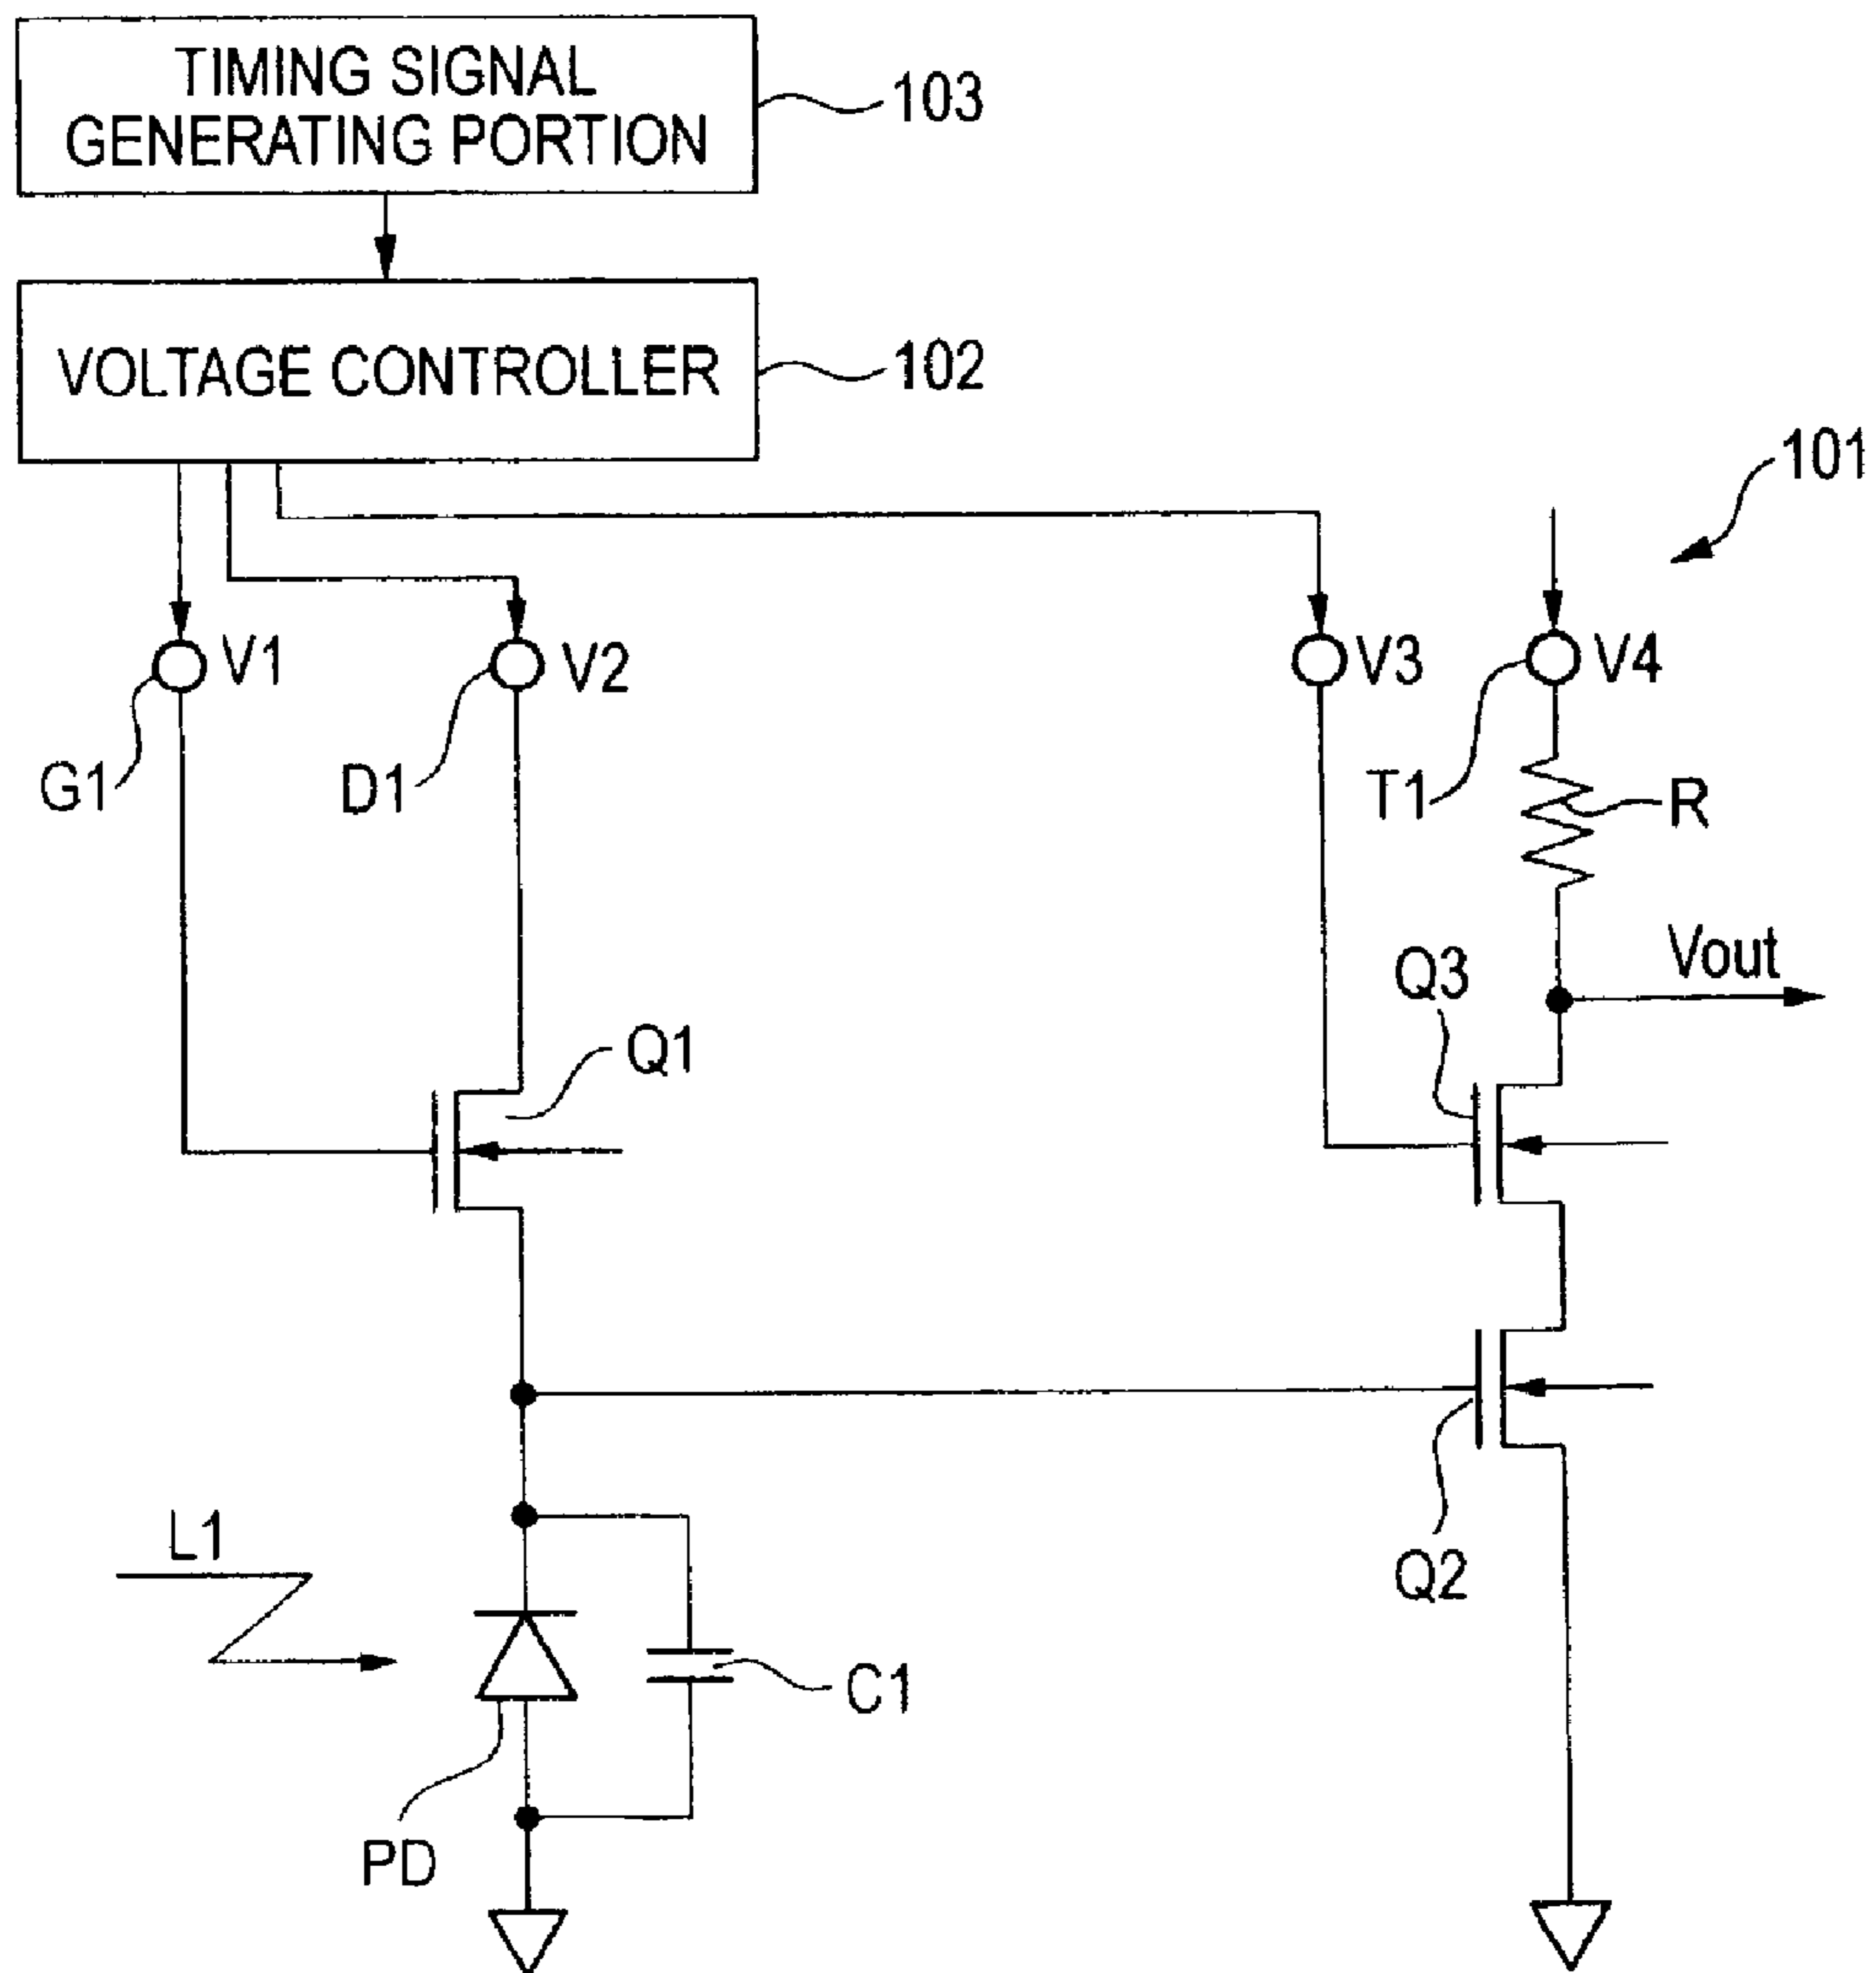 TIMING SIGNAL
GENERATING PORTION
103
VOLTAGE CONTROLLER
102
101
V1
V2
V3
V4
G1
D1
T1
R
Q3
Vout
Q1
L1
Q2
C1
PD